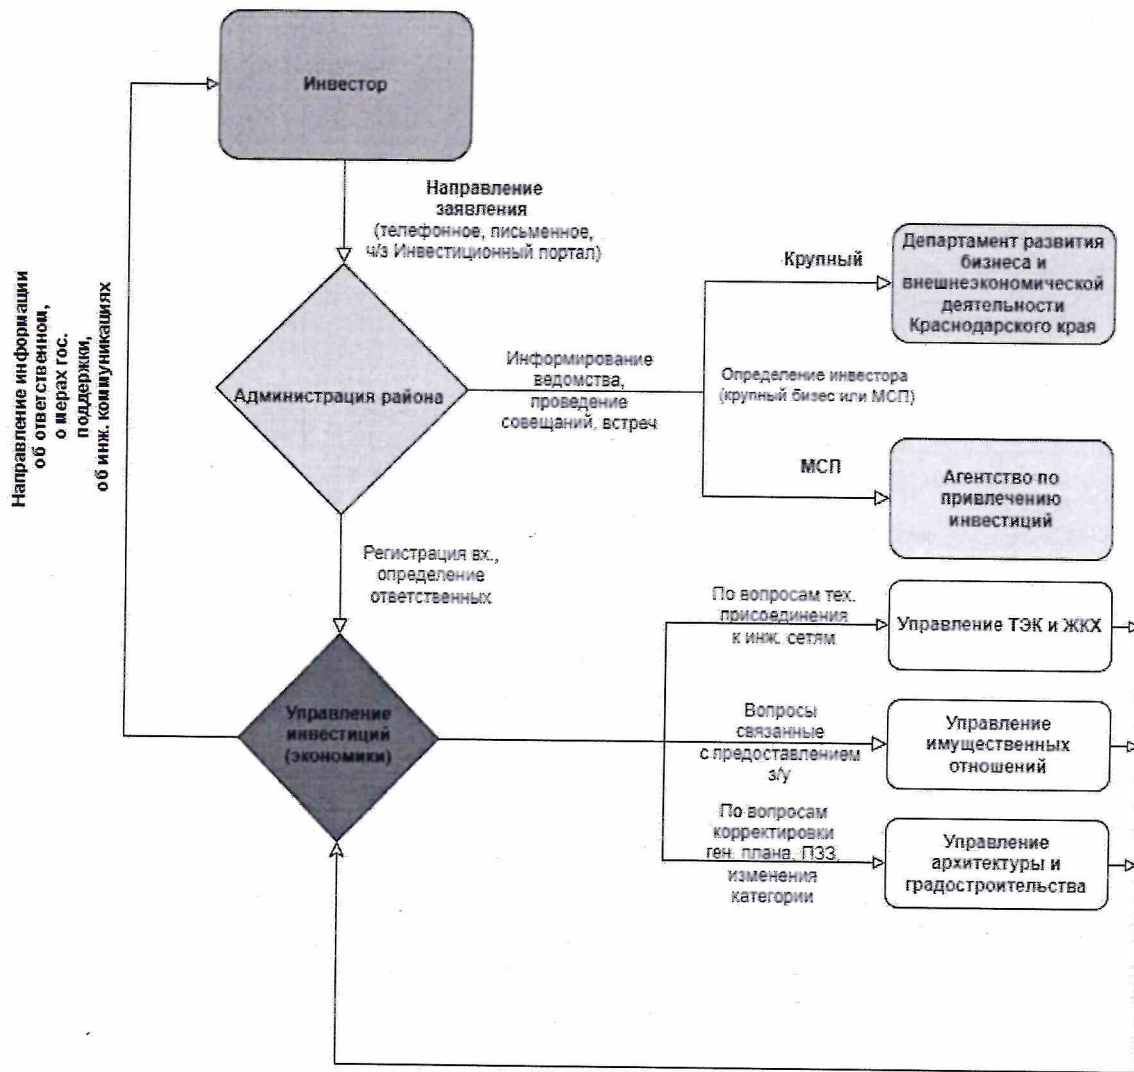 Инвестор
Направление
заявления
(телефонное, письменное,
ч/з Инвестиционный портал)
Направление информации
об ответственном,
о мерах гос.
поддержки,
об инж. коммуникациях
Администрация района
Информирование
ведомства,
проведение
совещаний, встреч
Крупный
Департамент развития
бизнеса и
внешнеэкономической
деятельности
Краснодарского края
Определение инвестора
(крупный бизес или МСП)
МСП
Агентство по
привлечению
инвестиций
Регистрация вх.,
определение
ответственных
Управление
инвестиций
(экономики)
По вопросам тех.
присоединения
к инж. сетям
Управление ТЭК и ЖКХ
Вопросы
связанные
с предоставлением
з/у
Управление
имущественных
отношений
По вопросам
корректировки
ген. плана, ПЗЗ,
изменения
категории
Управление
архитектуры и
градостроительства